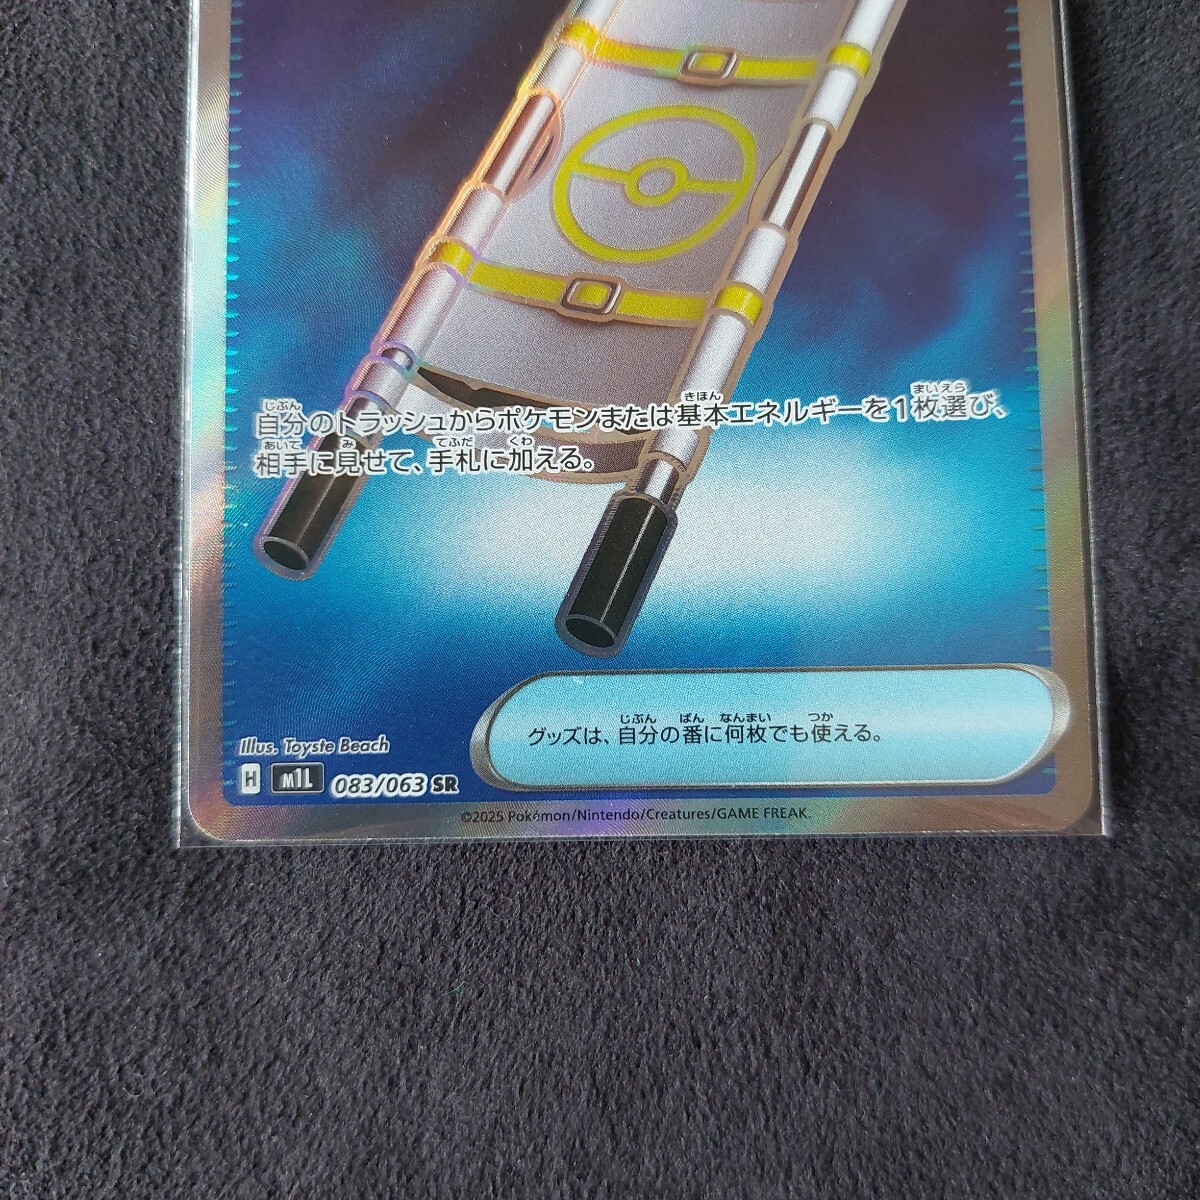 自分のトラッシュからポケモンまたは基本エネルギーを1枚選び、
相手に見せて、手札に加える。
グッズは、自分の番に何枚でも使える。
Illus. Toyste Beach
H M1L 083/063 SR
©2025 Pokémon/Nintendo/Creatures/GAME FREAK.